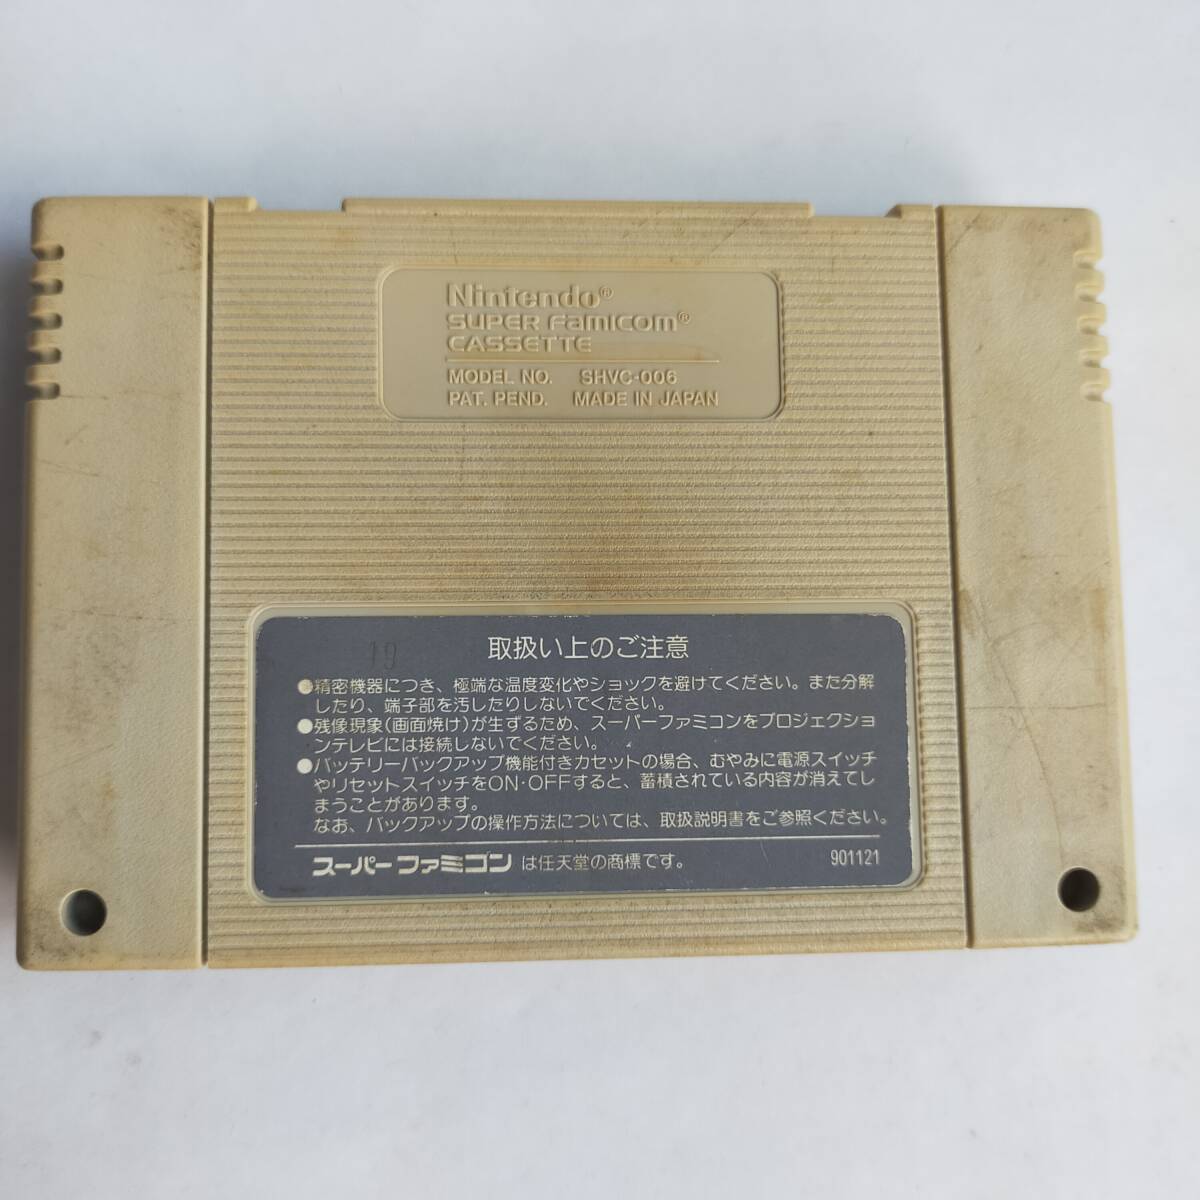 Nintendo®
SUPER FamiCom®
CASSETTE
MODEL NO. SHVC-006
PAT. PEND. MADE IN JAPAN
19
取扱い上のご注意
●精密機器につき、極端な温度変化やショックを避けてください。また分解
したり、端子部を汚したりしないでください。
●残像現象(画面焼け)が生ずるため、スーパーファミコンをプロジェクショ
ンテレビには接続しないでください。
●バッテリーバックアップ機能付きカセットの場合、むやみに電源スイッチ
やリセットスイッチをON・OFFすると、蓄積されている内容が消えてし
まうことがあります。
なお、バックアップの操作方法については、取扱説明書をご参照ください。
スーパーファミコン は任天堂の商標です。 901121